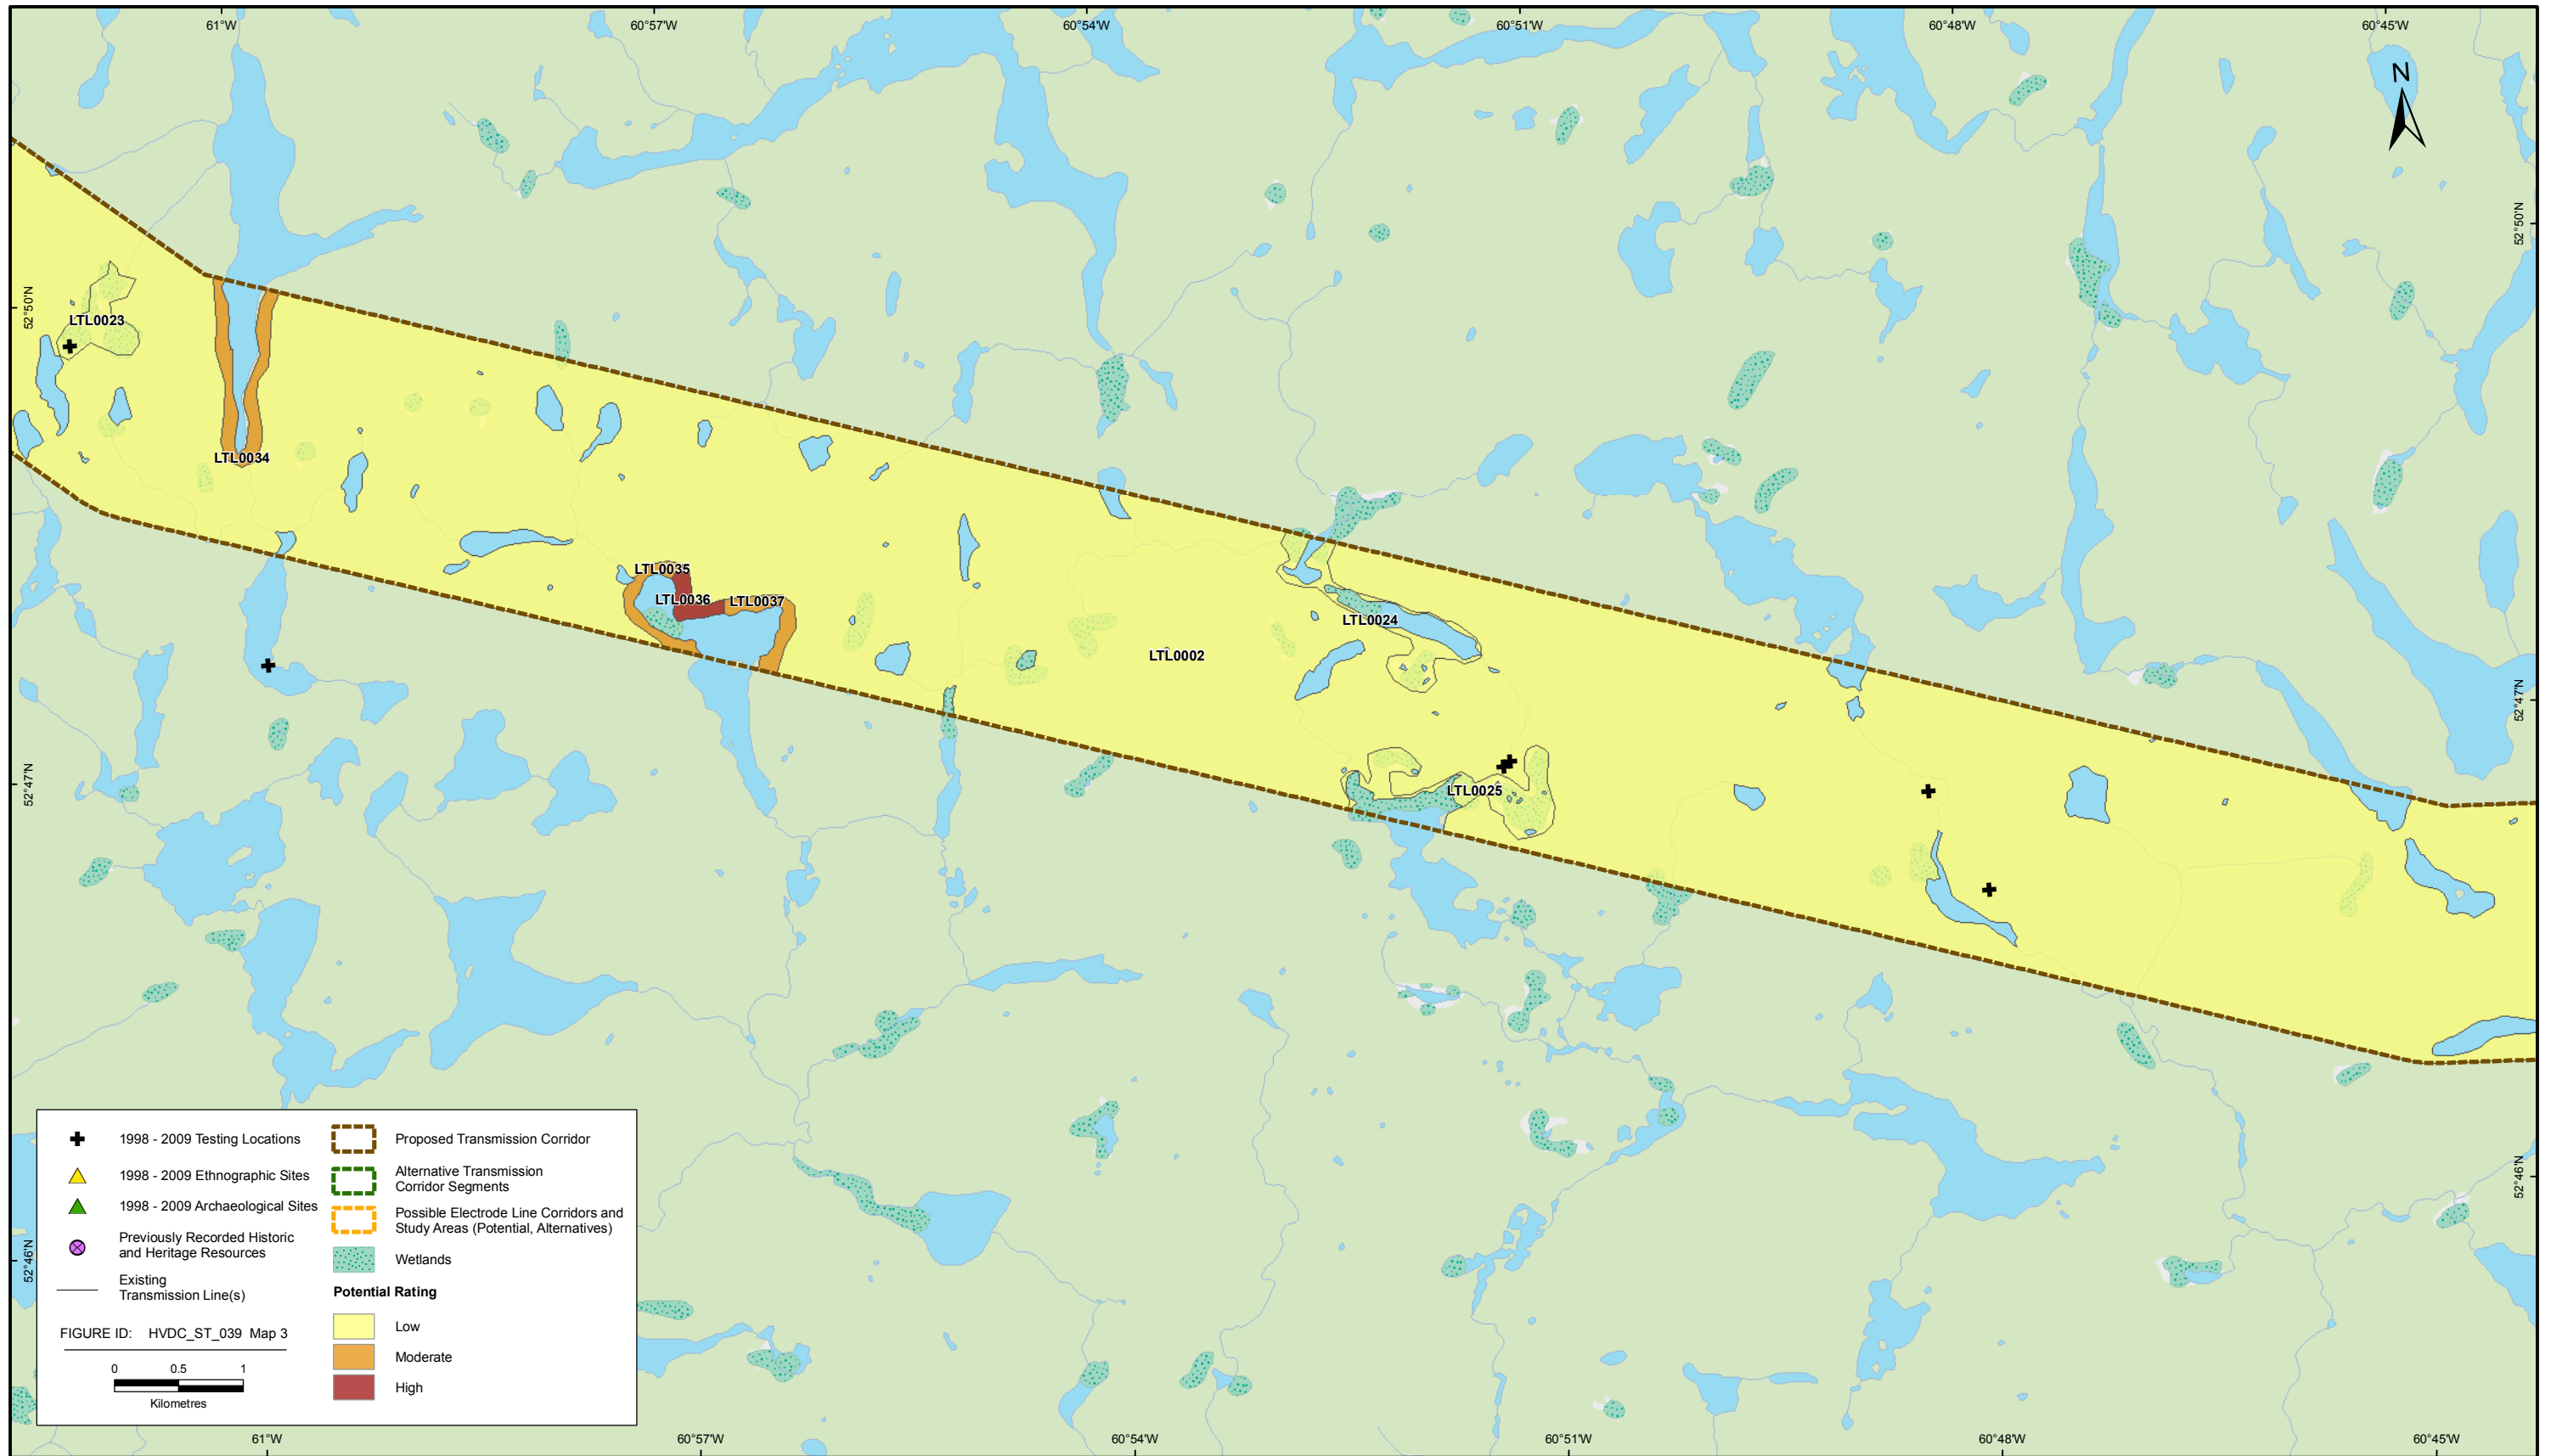 61°W
60°57'W
60°54'W
60°51'W
60°48'W
60°45'W
N
52°50'N
52°50'N
LTL0023
LTL0034
LTL0035
LTL0036
LTL0037
LTL0024
LTL0002
52°47'N
52°47'N
LTL0025
52°46'N
52°46'N
1998 - 2009 Testing Locations
1998 - 2009 Ethnographic Sites
1998 - 2009 Archaeological Sites
Previously Recorded Historic
and Heritage Resources
Existing
Transmission Line(s)
FIGURE ID: HVDC_ST_039 Map 3
0 0.5 1
Kilometres
Proposed Transmission Corridor
Alternative Transmission
Corridor Segments
Possible Electrode Line Corridors and
Study Areas (Potential, Alternatives)
Wetlands
Potential Rating
Low
Moderate
High
61°W
60°57'W
60°54'W
60°51'W
60°48'W
60°45'W